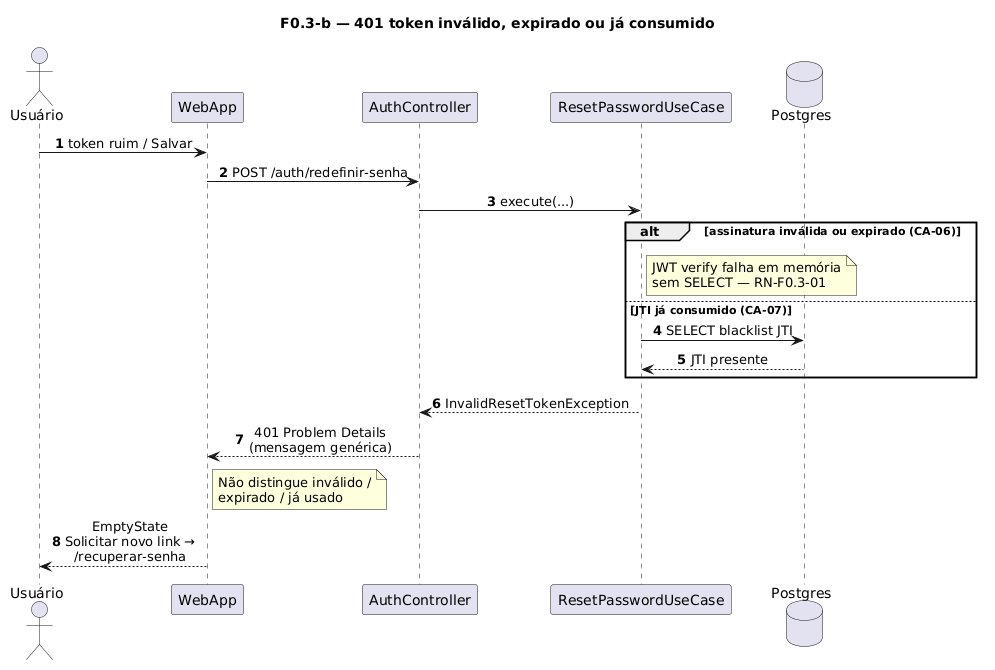 F0.3-b — 401 token inválido, expirado ou já consumido
Usuário
WebApp
AuthController
ResetPasswordUseCase
Postgres
1 token ruim / Salvar
2 POST /auth/redefinir-senha
3 execute(...)
alt [assinatura inválida ou expirado (CA-06)]
JWT verify falha em memória
sem SELECT — RN-F0.3-01
[JTI já consumido (CA-07)]
4 SELECT blacklist JTI
5 JTI presente
6 InvalidResetTokenException
7 401 Problem Details
(mensagem genérica)
Não distingue inválido /
expirado / já usado
EmptyState
8 Solicitar novo link →
/recuperar-senha
Usuário
WebApp
AuthController
ResetPasswordUseCase
Postgres